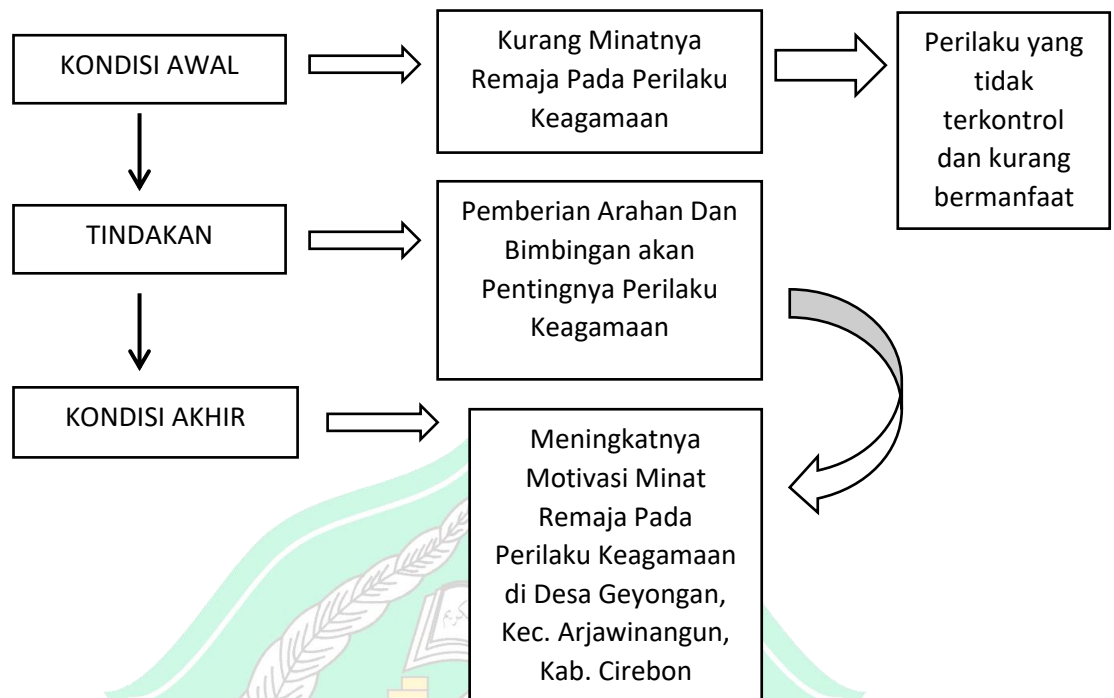 KONDISI AWAL
Kurang Minatnya
Remaja Pada Perilaku
Keagamaan
Perilaku yang
tidak
terkontrol
dan kurang
bermanfaat
TINDAKAN
Pemberian Arahan Dan
Bimbingan akan
Pentingnya Perilaku
Keagamaan
KONDISI AKHIR
Meningkatnya
Motivasi Minat
Remaja Pada
Perilaku Keagamaan
di Desa Geyongan,
Kec. Arjawinangun,
Kab. Cirebon